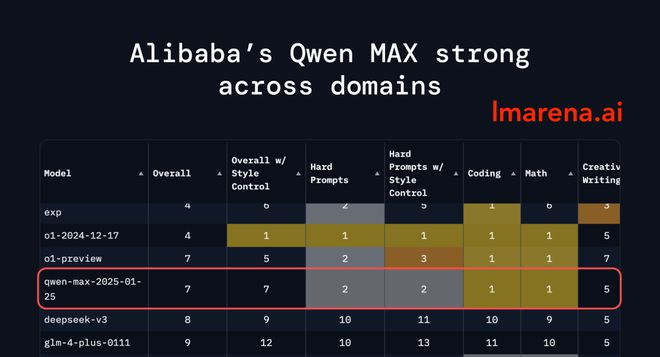 Alibaba's Qwen MAX strong
across domains
lmarena.ai
Model Overall Overall w/ Style Control Hard Prompts Hard Prompts w/ Style Control Coding Math Creativ Writing
exp 4 6 2 5 1 6 3
o1-2024-12-17 4 1 1 1 1 1 5
o1-preview 7 5 2 3 1 1 7
qwen-max-2025-01-25 7 7 2 2 1 1 5
deepseek-v3 8 9 10 11 10 9 5
glm-4-plus-0111 9 12 10 13 11 10 5